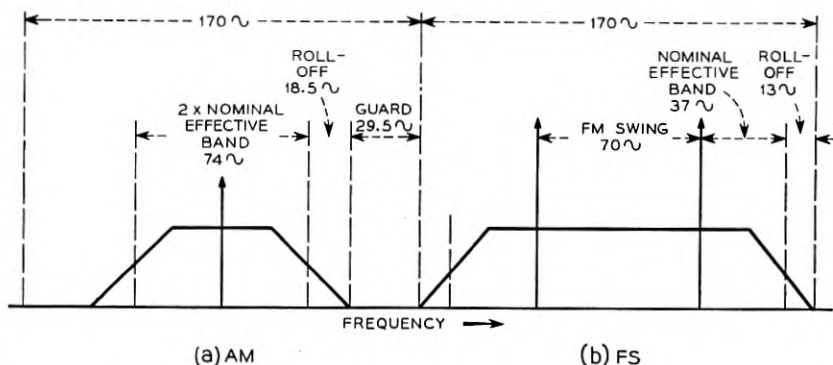 170~
170~
ROLL-
OFF
18.5~
2 x NOMINAL
EFFECTIVE
BAND
74~
GUARD
29.5~
FM SWING
70~
NOMINAL
EFFECTIVE
BAND
37~
ROLL-
OFF
13~
FREQUENCY
(a) AM
(b) FS